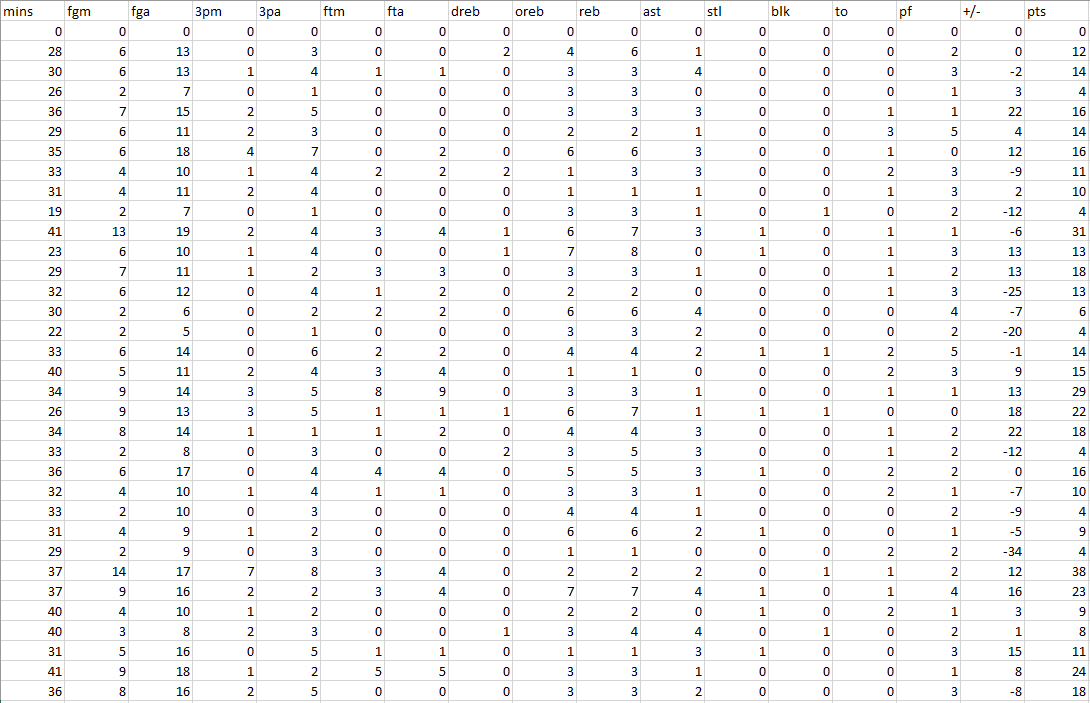 mins fgm fga 3pm 3pa ftm fta dreb oreb reb ast stl blk to pf +/- pts
0 0 0 0 0 0 0 0 0 0 0 0 0 0 0 0 0
28 6 13 0 3 0 0 2 4 6 1 0 0 0 2 0 12
30 6 13 1 4 1 1 0 3 3 4 0 0 0 3 -2 14
26 2 7 0 1 0 0 0 3 3 0 0 0 0 1 3 4
36 7 15 2 5 0 0 0 3 3 3 0 0 1 1 22 16
29 6 11 2 3 0 0 0 2 2 1 0 0 3 5 4 14
35 6 18 4 7 0 2 0 6 6 3 0 0 1 0 12 16
33 4 10 1 4 2 2 2 1 3 3 0 0 2 3 -9 11
31 4 11 2 4 0 0 0 1 1 1 0 0 1 3 2 10
19 2 7 0 1 0 0 0 3 3 1 0 1 0 2 -12 4
41 13 19 2 4 3 4 1 6 7 3 1 0 1 1 -6 31
23 6 10 1 4 0 0 1 7 8 0 1 0 1 3 13 13
29 7 11 1 2 3 3 0 3 3 1 0 0 1 2 13 18
32 6 12 0 4 1 2 0 2 2 0 0 0 1 3 -25 13
30 2 6 0 2 2 2 0 6 6 4 0 0 0 4 -7 6
22 2 5 0 1 0 0 0 3 3 2 0 0 0 2 -20 4
33 6 14 0 6 2 2 0 4 4 2 1 1 2 5 -1 14
40 5 11 2 4 3 4 0 1 1 0 0 0 2 3 9 15
34 9 14 3 5 8 9 0 3 3 1 0 0 1 1 13 29
26 9 13 3 5 1 1 1 6 7 1 1 1 0 0 18 22
34 8 14 1 1 1 2 0 4 4 3 0 0 1 2 22 18
33 2 8 0 3 0 0 2 3 5 3 0 0 1 2 -12 4
36 6 17 0 4 4 4 0 5 5 3 1 0 2 2 0 16
32 4 10 1 4 1 1 0 3 3 1 0 0 2 1 -7 10
33 2 10 0 3 0 0 0 4 4 1 0 0 0 2 -9 4
31 4 9 1 2 0 0 0 6 6 2 1 0 0 1 -5 9
29 2 9 0 3 0 0 0 1 1 0 0 0 2 2 -34 4
37 14 17 7 8 3 4 0 2 2 2 0 1 1 2 12 38
37 9 16 2 2 3 4 0 7 7 4 1 0 1 4 16 23
40 4 10 1 2 0 0 0 2 2 0 1 0 2 1 3 9
40 3 8 2 3 0 0 1 3 4 4 0 1 0 2 1 8
31 5 16 0 5 1 1 0 1 1 3 1 0 0 3 15 11
41 9 18 1 2 5 5 0 3 3 1 0 0 0 1 8 24
36 8 16 2 5 0 0 0 3 3 2 0 0 0 3 -8 18